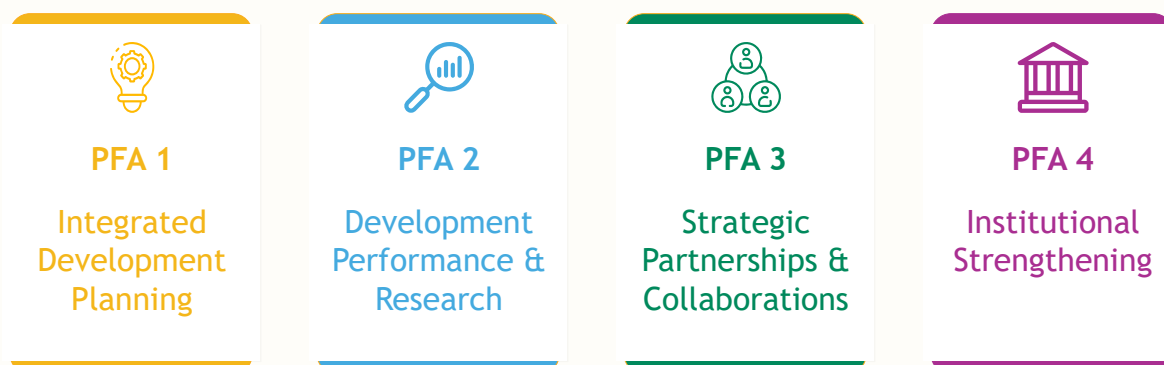 PFA 1
Integrated
Development
Planning
PFA 2
Development
Performance &
Research
PFA 3
Strategic
Partnerships &
Collaborations
PFA 4
Institutional
Strengthening